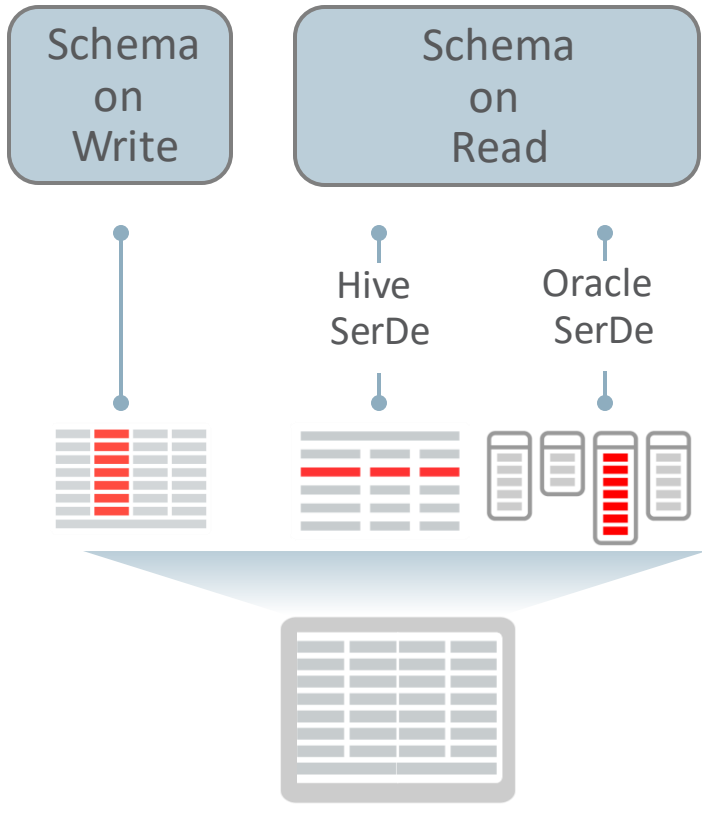 Schema
on
Write
Schema
on
Read
Hive
SerDe
Oracle
SerDe